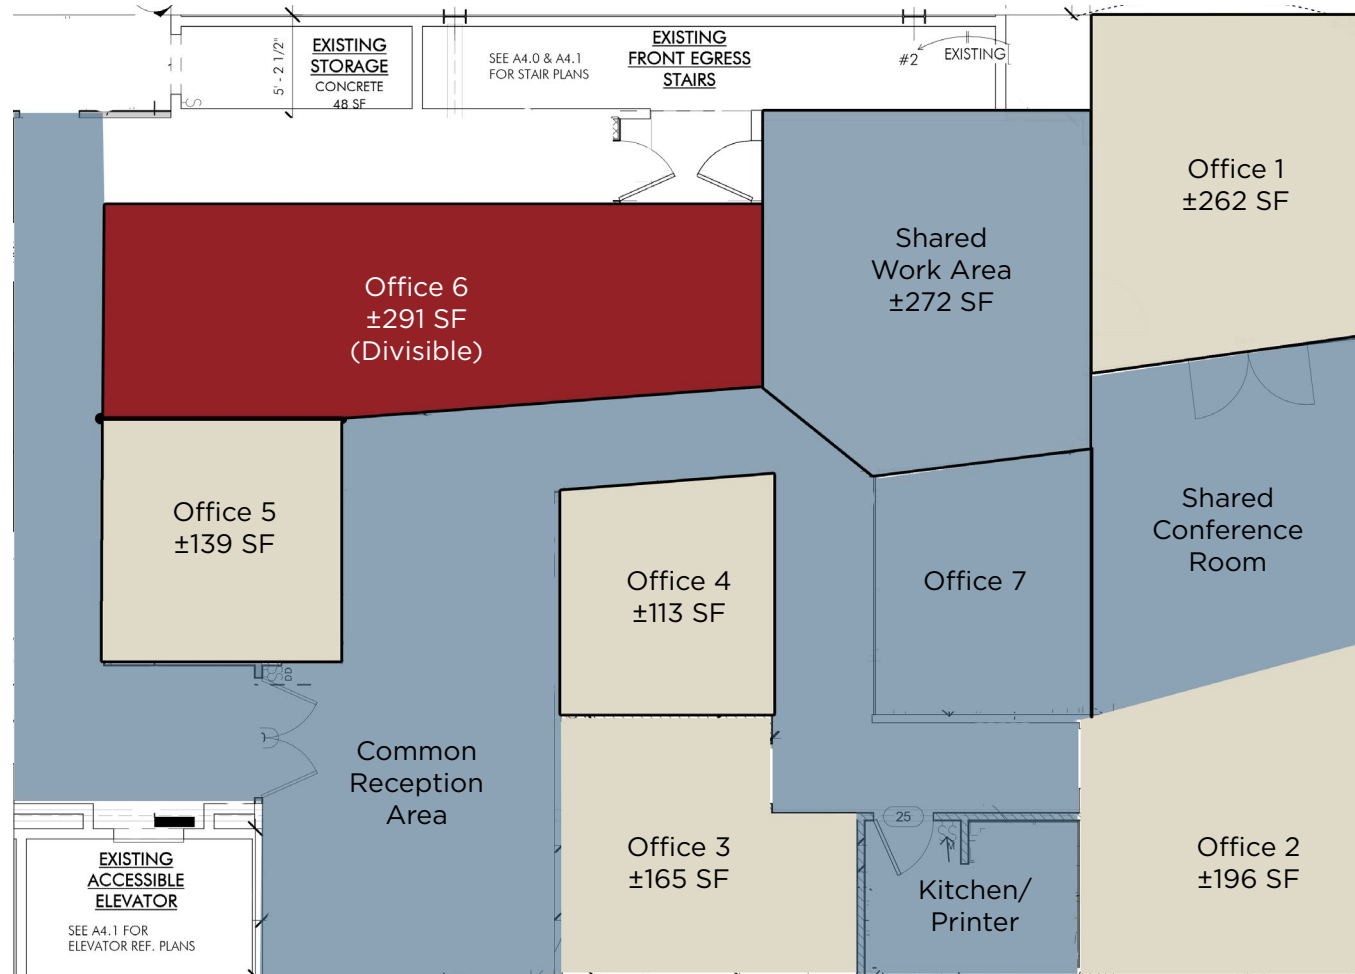 EXISTING
STORAGE
CONCRETE
48 SF
5' - 2 1/2"
SEE A4.0 & A4.1
FOR STAIR PLANS
EXISTING
FRONT EGRESS
STAIRS
#2
EXISTING
Office 1
±262 SF
Shared
Work Area
±272 SF
Office 6
±291 SF
(Divisible)
Office 5
±139 SF
Office 4
±113 SF
Office 7
Shared
Conference
Room
Common
Reception
Area
Office 3
±165 SF
25
Kitchen/
Printer
Office 2
±196 SF
EXISTING
ACCESSIBLE
ELEVATOR
SEE A4.1 FOR
ELEVATOR REF. PLANS